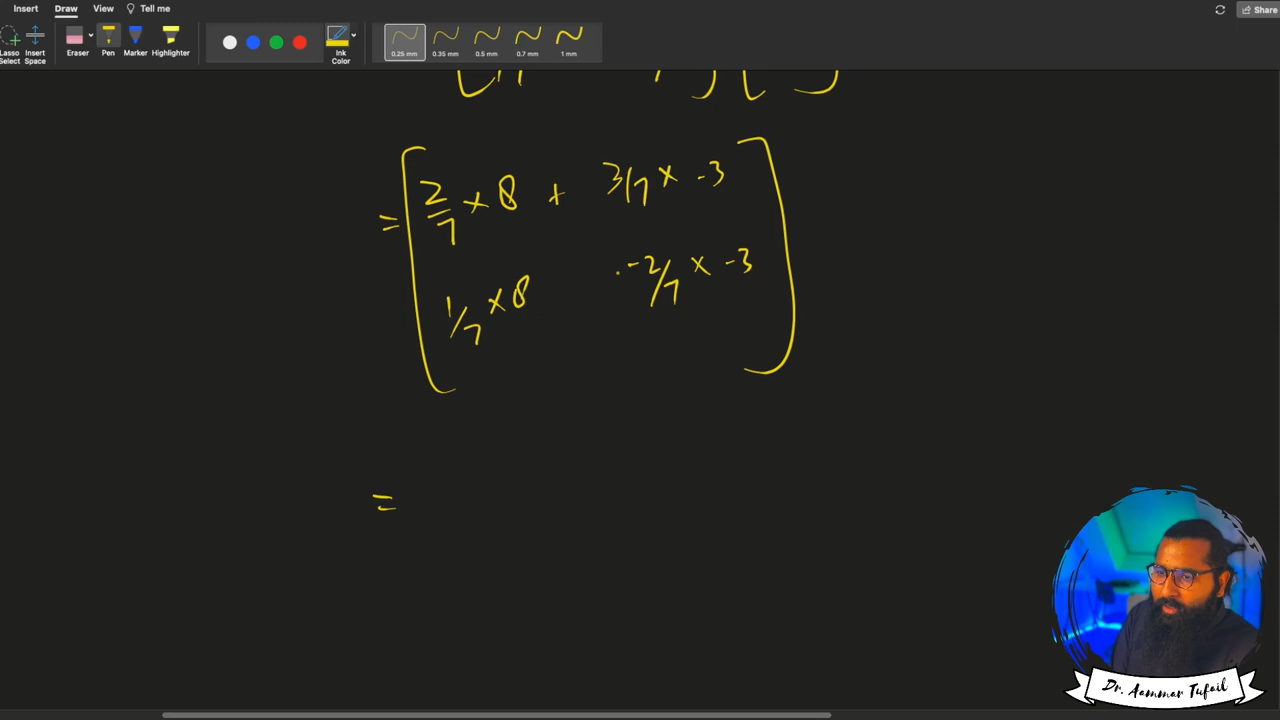 Insert Draw View Tell me Share
Lasso Select Insert Space Eraser Pen Marker Highlighter Ink Color 0.25 mm 0.35 mm 0.5 mm 0.7 mm 1 mm
= 2/7 × 8 + 3/7 × -3
1/7 × 8 -2/7 × -3
=
Dr. Aammar Tufail